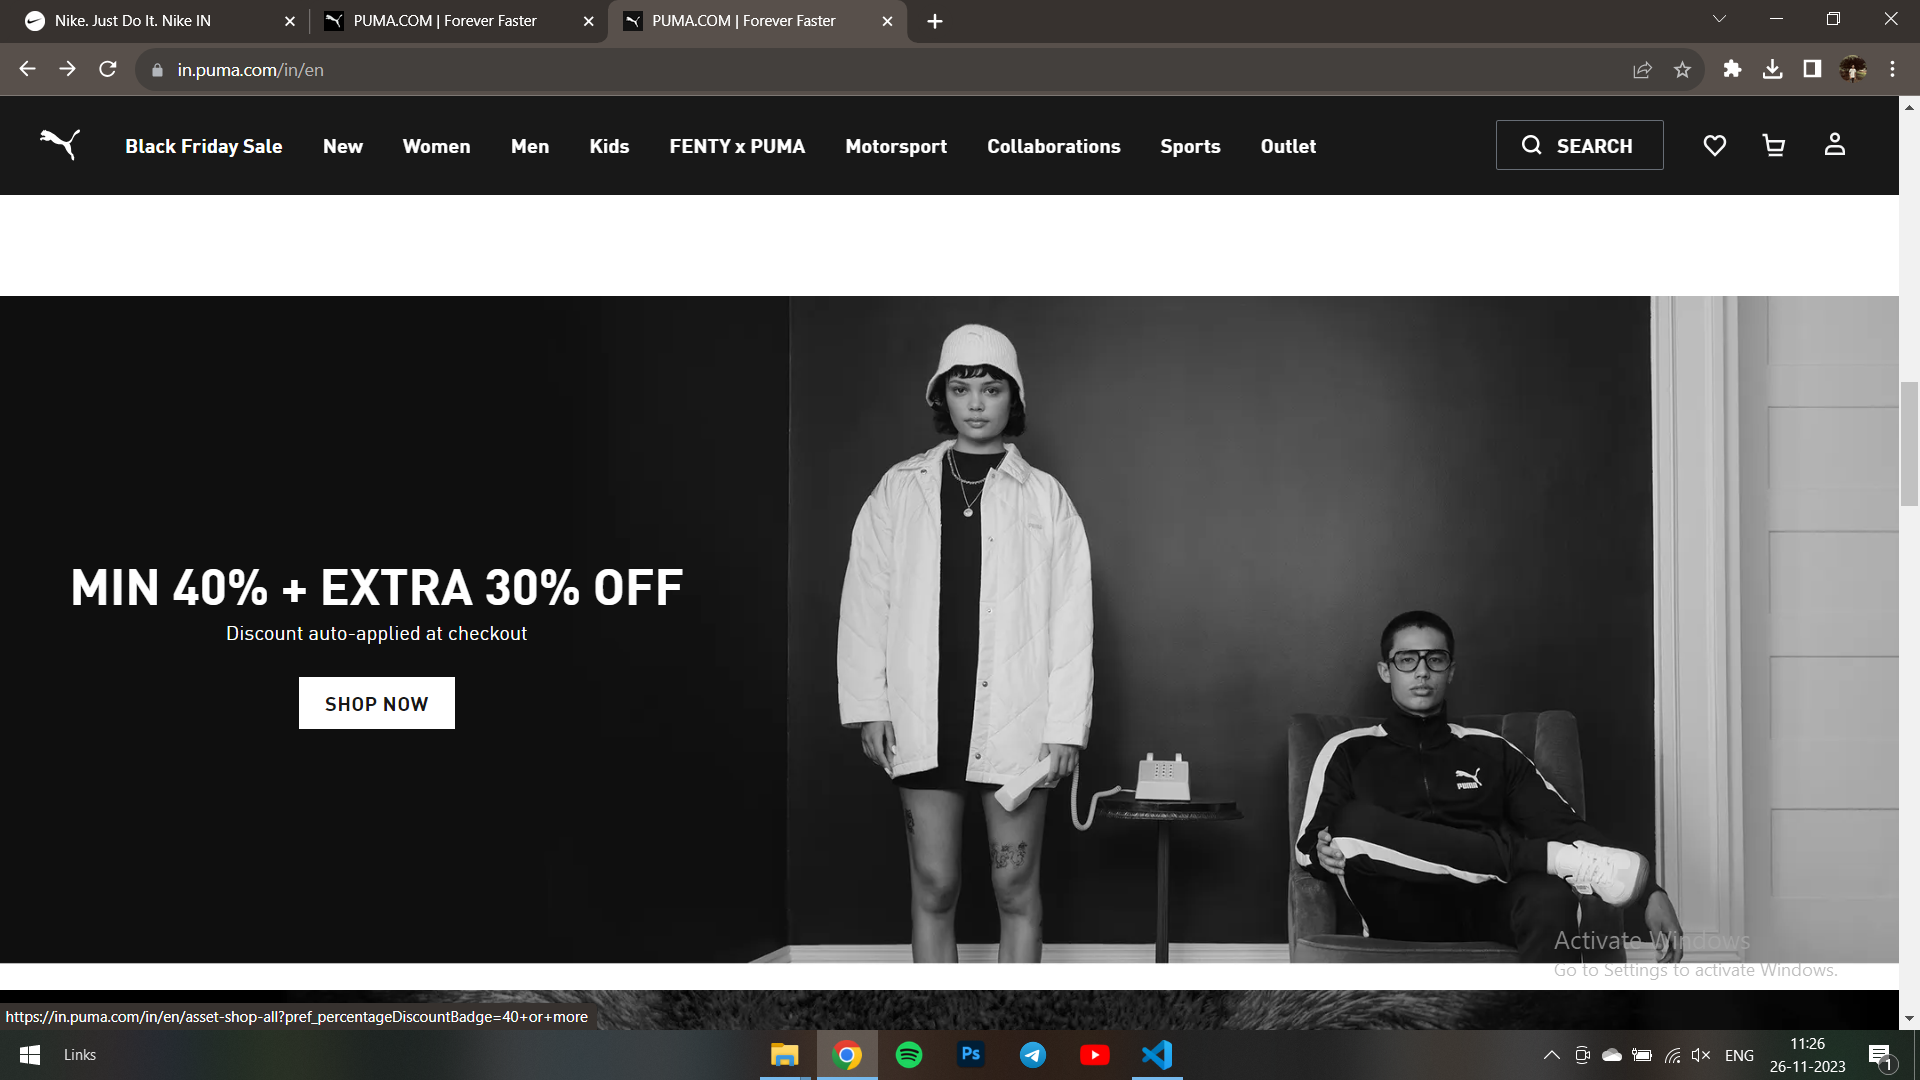 Nike. Just Do It. Nike IN
PUMA.COM | Forever Faster
PUMA.COM | Forever Faster
in.puma.com/in/en
Black Friday Sale
New
Women
Men
Kids
FENTY x PUMA
Motorsport
Collaborations
Sports
Outlet
SEARCH
MIN 40% + EXTRA 30% OFF
Discount auto-applied at checkout
SHOP NOW
PUMA
Activate Windows
Go to Settings to activate Windows.
https://in.puma.com/in/en/asset-shop-all?pref_percentageDiscountBadge=40+or+more
Links
Ps
ENG
11:26
26-11-2023
1